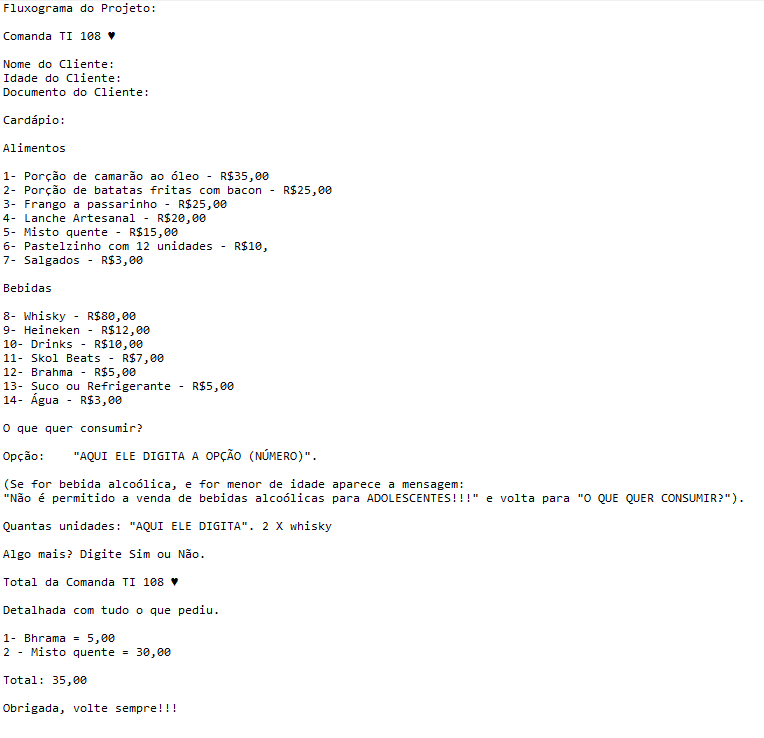 Fluxograma do Projeto:
Comanda TI 108 ♥
Nome do Cliente:
Idade do Cliente:
Documento do Cliente:
Cardápio:
Alimentos
1- Porção de camarão ao óleo - R$35,00
2- Porção de batatas fritas com bacon - R$25,00
3- Frango a passarinho - R$25,00
4- Lanche Artesanal - R$20,00
5- Misto quente - R$15,00
6- Pastelzinho com 12 unidades - R$10,
7- Salgados - R$3,00
Bebidas
8- Whisky - R$80,00
9- Heineken - R$12,00
10- Drinks - R$10,00
11- Skol Beats - R$7,00
12- Brahma - R$5,00
13- Suco ou Refrigerante - R$5,00
14- Água - R$3,00
O que quer consumir?
Opção:    "AQUI ELE DIGITA A OPÇÃO (NÚMERO)".
(Se for bebida alcoólica, e for menor de idade aparece a mensagem:
"Não é permitido a venda de bebidas alcoólicas para ADOLESCENTES!!!" e volta para "O QUE QUER CONSUMIR?").
Quantas unidades: "AQUI ELE DIGITA". 2 X whisky
Algo mais? Digite Sim ou Não.
Total da Comanda TI 108 ♥
Detalhada com tudo o que pediu.
1- Bhrama = 5,00
2 - Misto quente = 30,00
Total: 35,00
Obrigada, volte sempre!!!